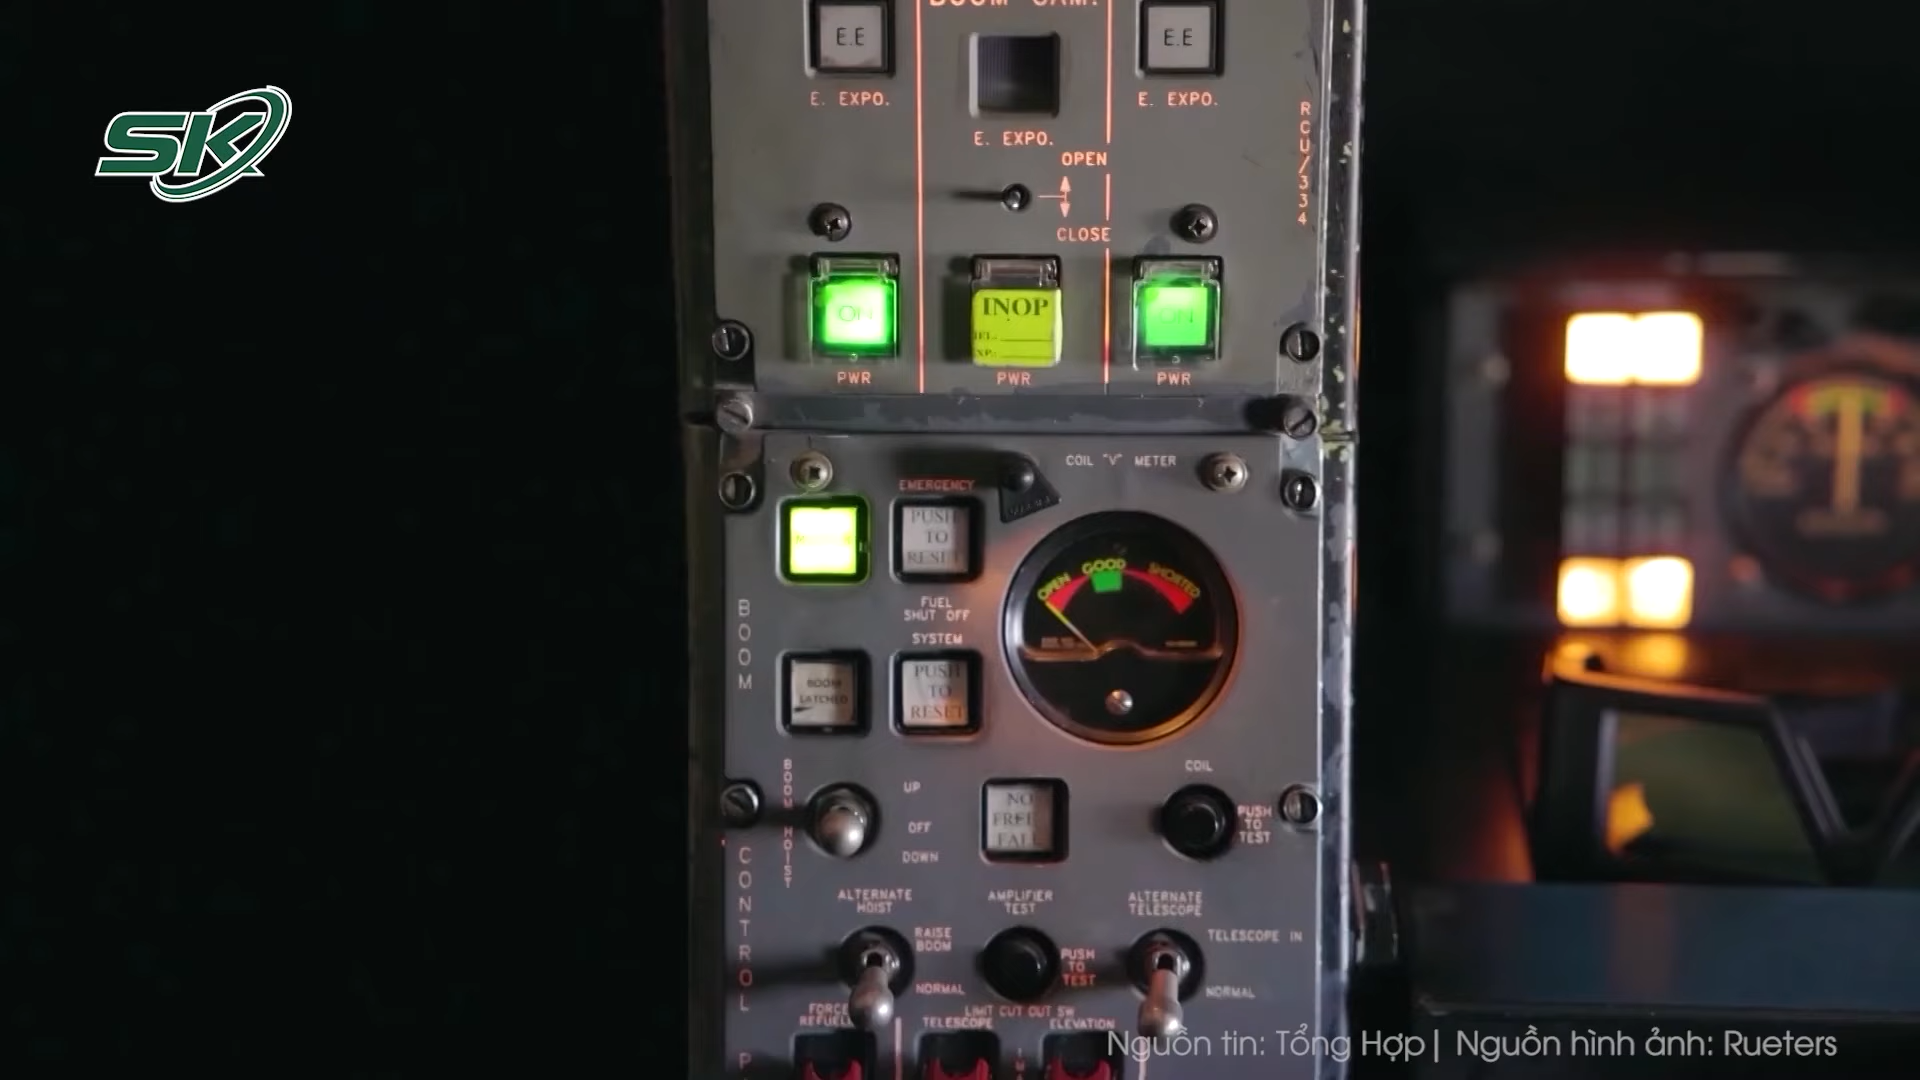 BOOM CAM.
E.E
E.E
E. EXPO.
E. EXPO.
E. EXPO.
RCU/334
SK
OPEN
CLOSE
ON
INOP
ON
PWR
PWR
PWR
COIL "V" METER
EMERGENCY
PUSH
TO
RESET
OPEN
GOOD
SHORTED
FUEL
SHUT OFF
SYSTEM
BOOM
LATCHED
PUSH
TO
RESET
BOOM HOIST
UP
OFF
DOWN
NO
FREE
FALL
COIL
PUSH
TO
TEST
BOOM CONTROL
ALTERNATE
HOIST
AMPLIFIER
TEST
ALTERNATE
TELESCOPE
RAISE
BOOM
PUSH
TO
TEST
TELESCOPE IN
NORMAL
NORMAL
LIMIT CUT OUT SW
TELESCOPE
ELEVATION
Nguồn tin: Tổng Hợp| Nguồn hình ảnh: Rueters